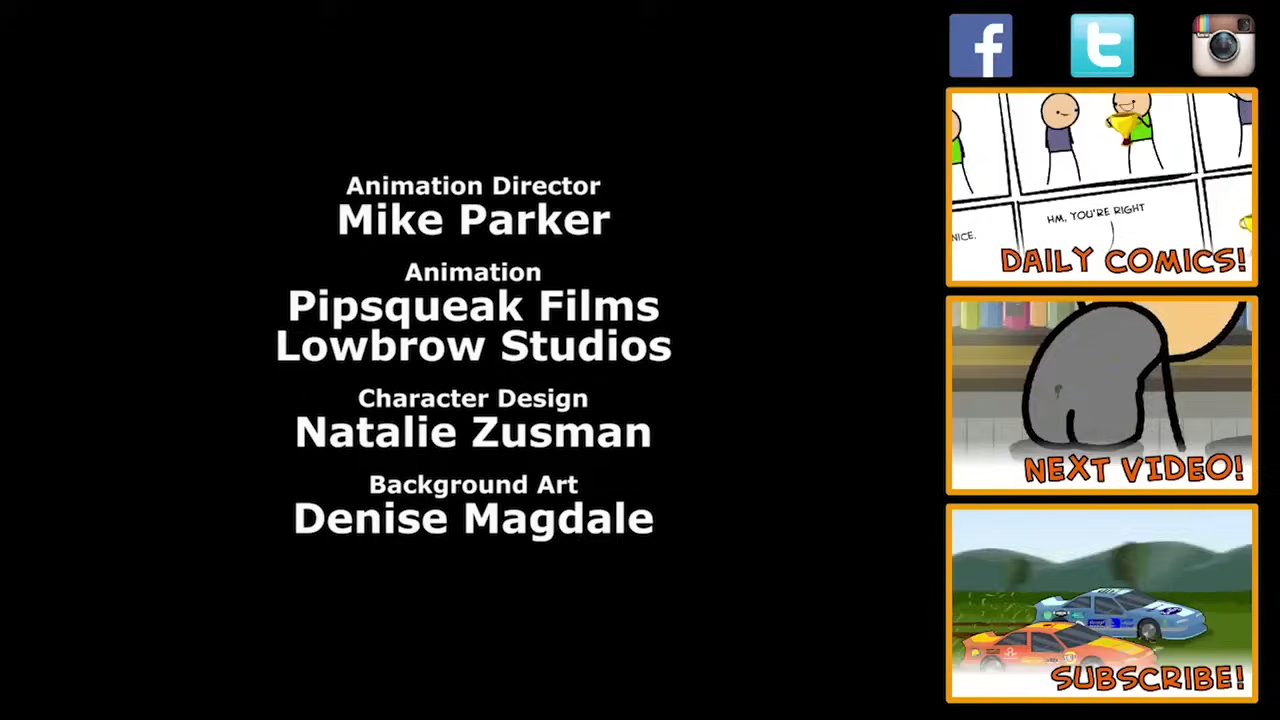 Animation Director
Mike Parker
Animation
Pipsqueak Films
Lowbrow Studios
Character Design
Natalie Zusman
Background Art
Denise Magdale
HM, YOU'RE RIGHT
NICE.
DAILY COMICS!
NEXT VIDEO!
SUBSCRIBE!